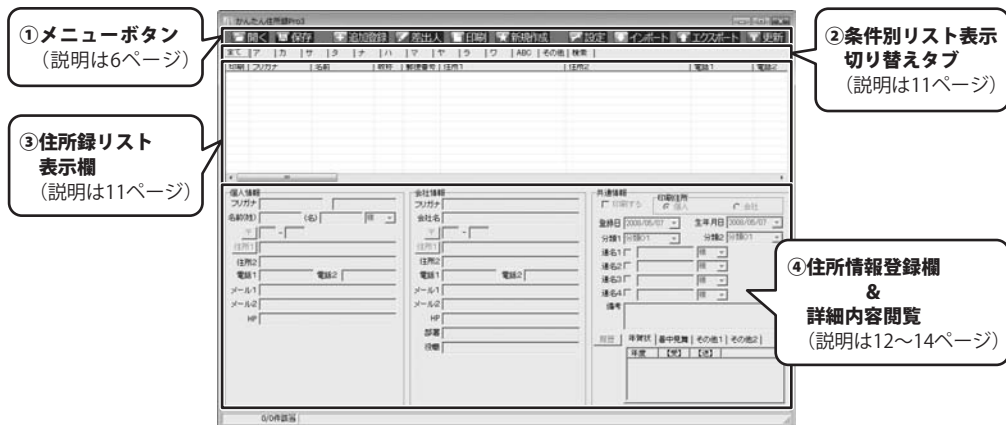 かんたん住所録Pro3
開く 保存 追加登録 差出人 印刷 新規作成 設定 インポート エクスポート 更新
全て | ア | カ | サ | タ | ナ | ハ | マ | ヤ | ラ | ワ | ABC | その他 | 検索 |
印刷 | フリガナ | 名前 | 敬称 | 郵便番号 | 住所1 | 住所2 | 電話1 | 電話2
①メニューボタン
(説明は6ページ)
②条件別リスト表示
切り替えタブ
(説明は11ページ)
③住所録リスト
表示欄
(説明は11ページ)
個人情報
フリガナ
名前(姓) (名) 様
〒 -
住所1
住所2
電話1 電話2
メール1
メール2
HP
会社情報
フリガナ
会社名
〒 -
住所1
住所2
電話1 電話2
メール1
メール2
HP
部署
役職
共通情報
印刷する 印刷住所 個人 会社
登録日 2008/05/07 生年月日 2008/05/07
分類1 分類01 分類2 分類01
連名1 様
連名2 様
連名3 様
連名4 様
備考
履歴 年賀状 | 暑中見舞 | その他1 | その他2 |
年度 | 【受】 | 【送】 |
④住所情報登録欄
&
詳細内容閲覧
(説明は12〜14ページ)
0/0件該当